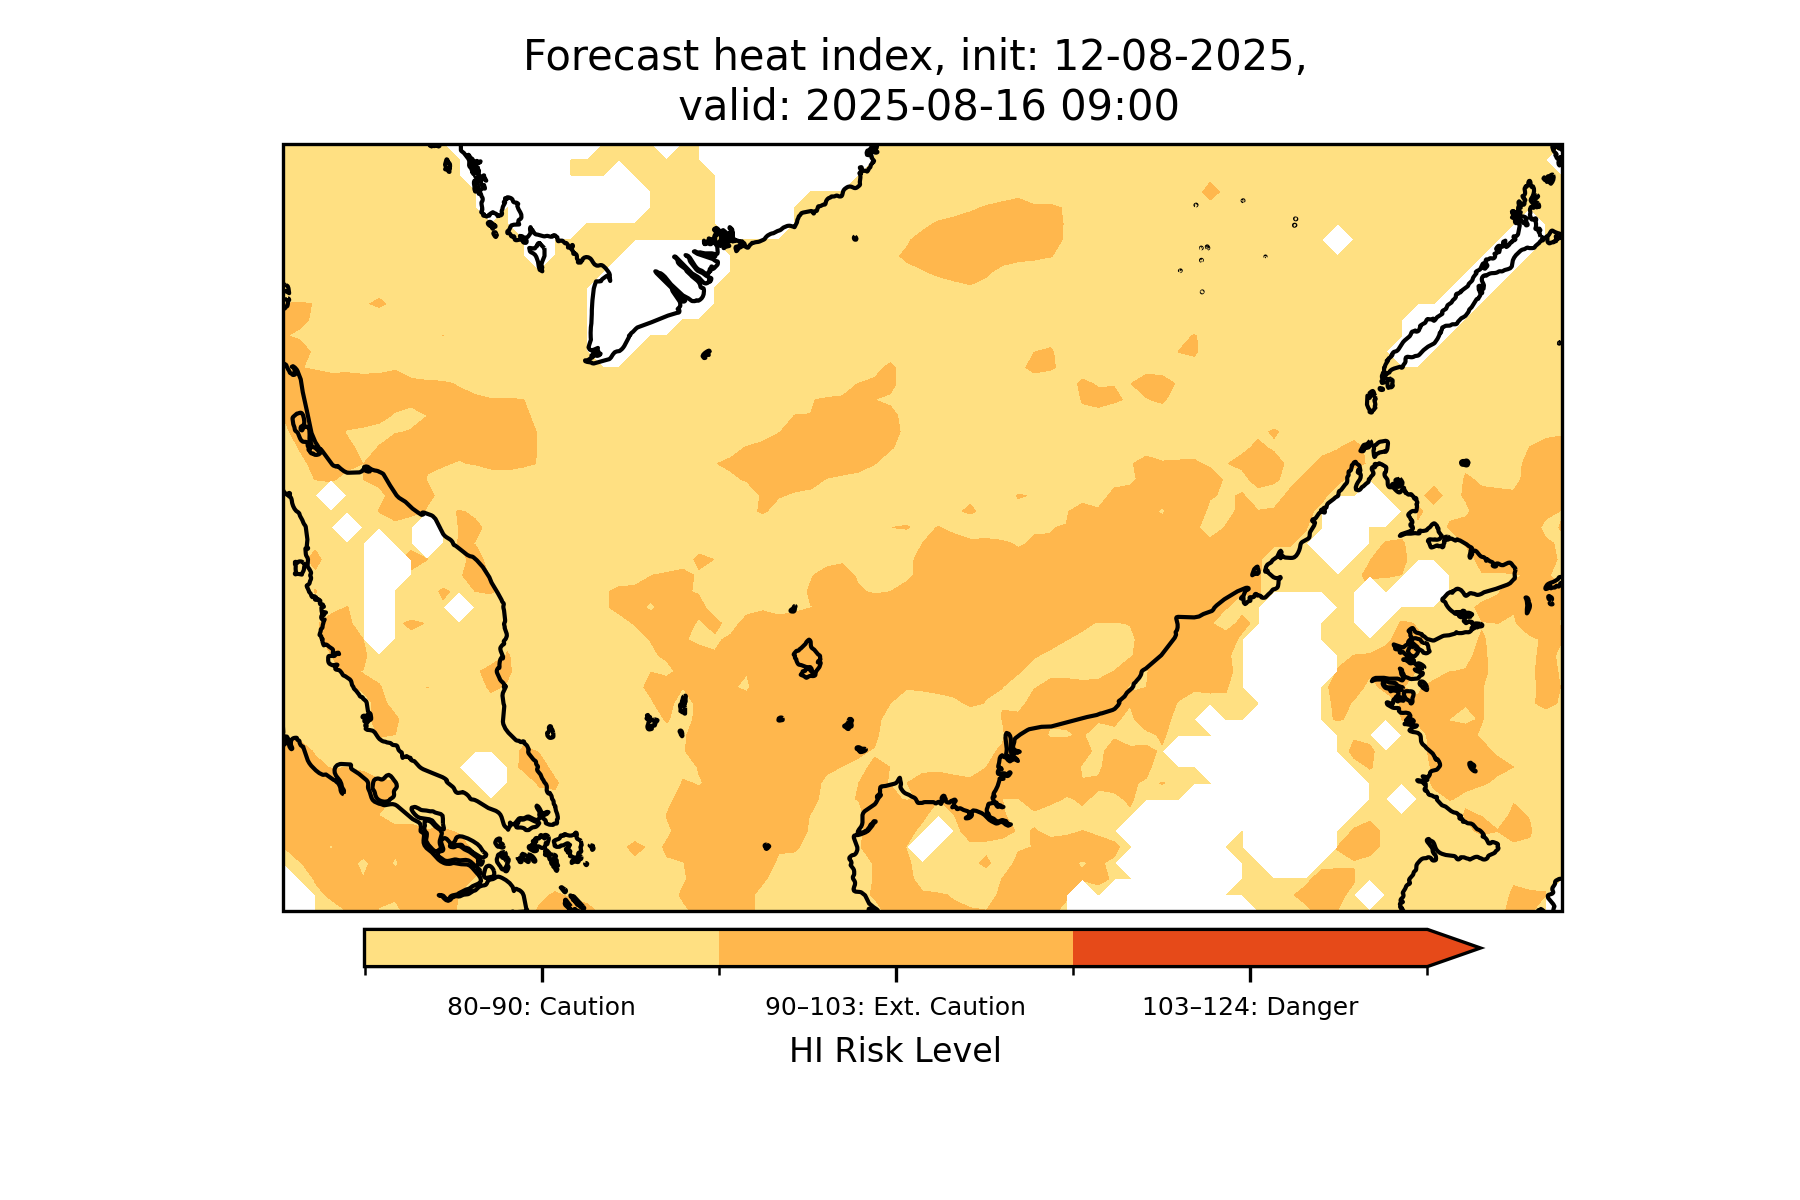 Forecast heat index, init: 12-08-2025,
valid: 2025-08-16 09:00
80–90: Caution
90–103: Ext. Caution
103–124: Danger
HI Risk Level